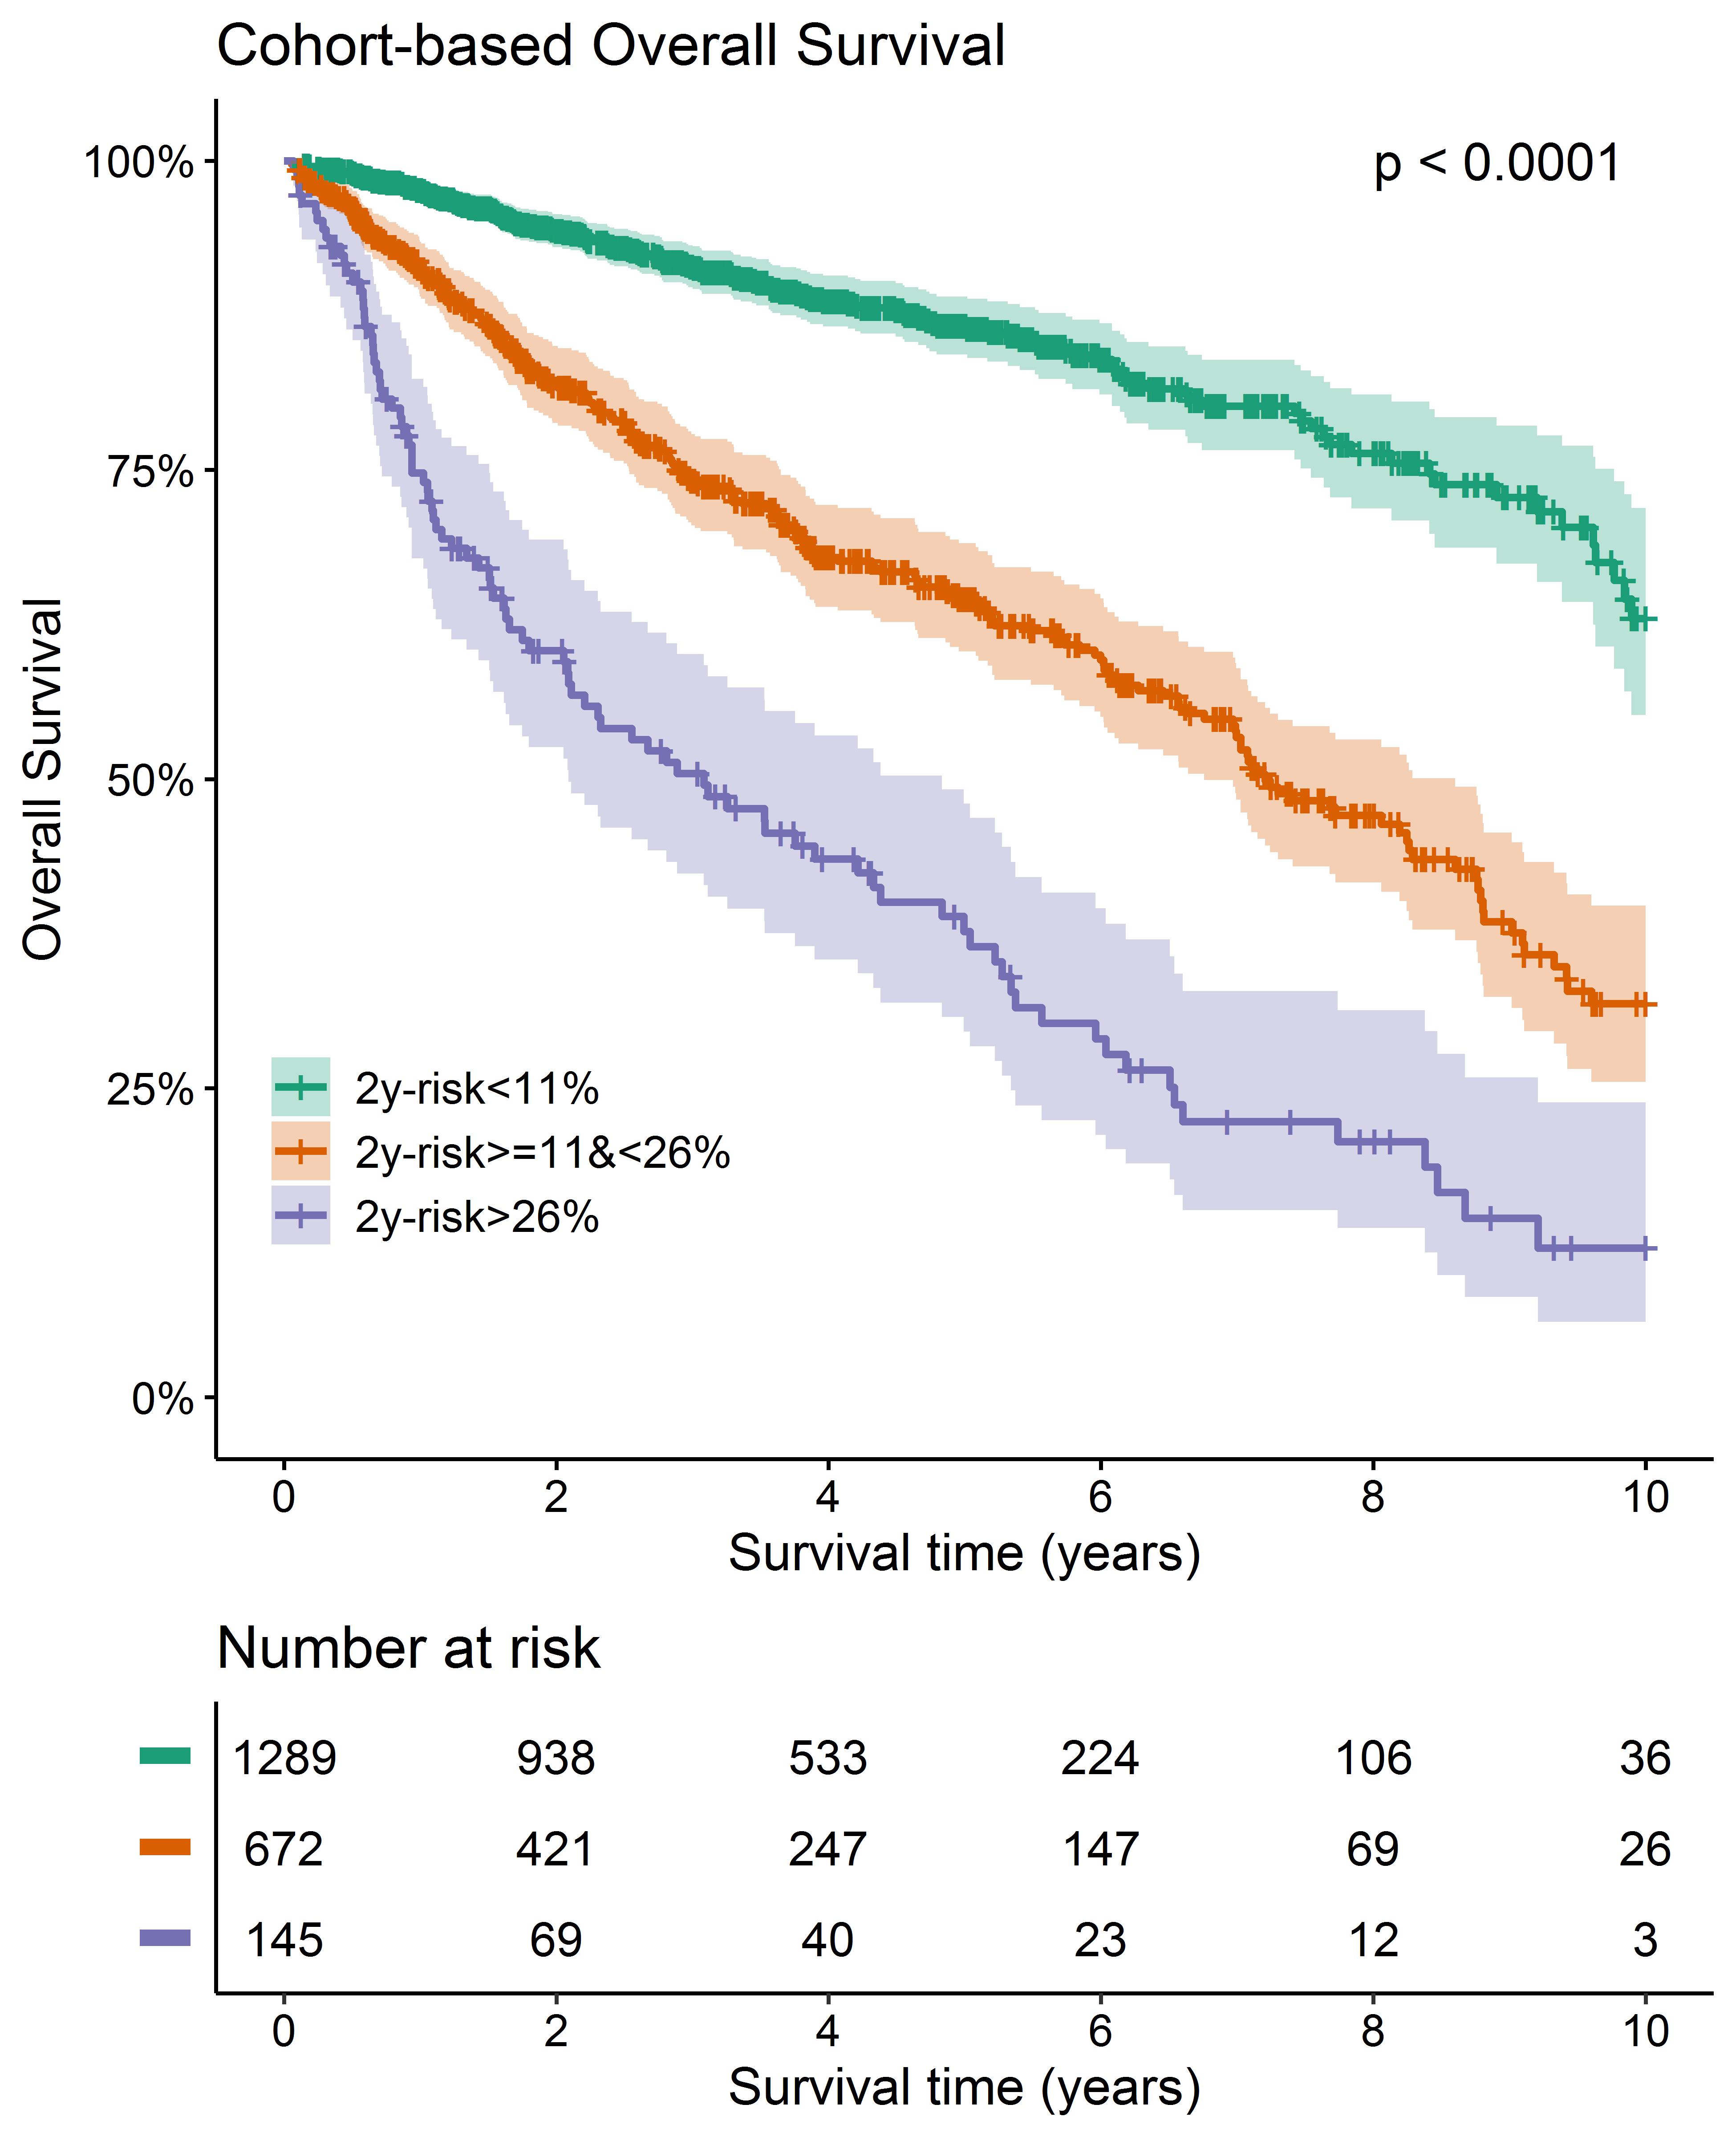 Cohort-based Overall Survival
p < 0.0001
100%
75%
50%
25%
0%
Overall Survival
2y-risk<11%
2y-risk>=11&<26%
2y-risk>26%
0 2 4 6 8 10
Survival time (years)
Number at risk
1289 938 533 224 106 36
672 421 247 147 69 26
145 69 40 23 12 3
0 2 4 6 8 10
Survival time (years)